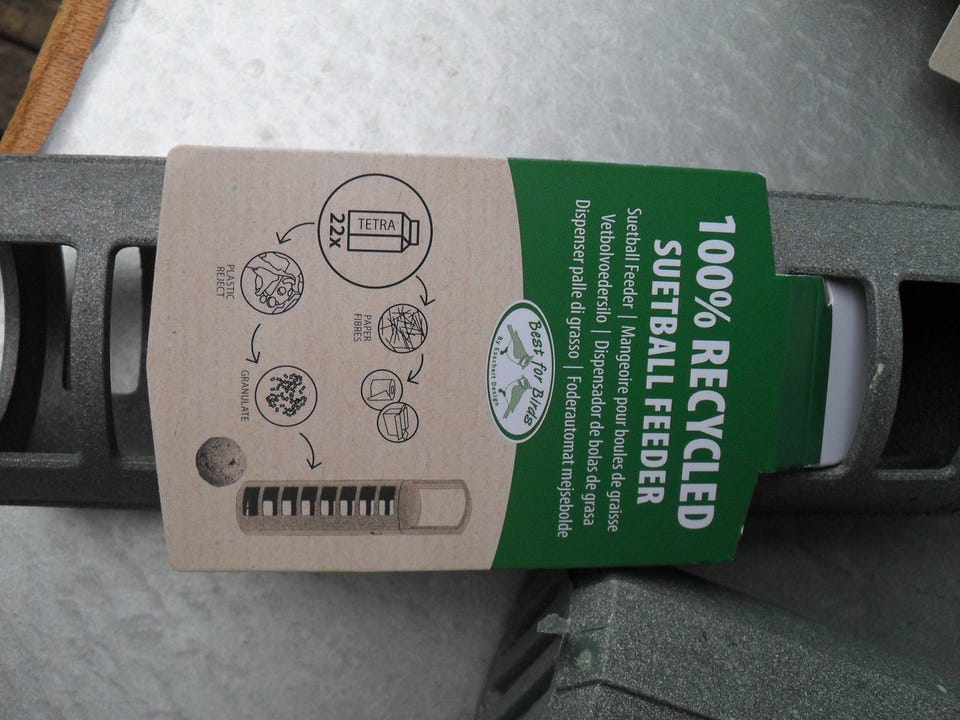 100% RECYCLED
SUETBALL FEEDER
Suetball Feeder | Mangeoire pour boules de graisse
Vetbolvoedersilo | Dispensador de bolas de grasa
Dispenser palle di grasso | Foderautomat mejsebolde
Best for Birds
By Esschert Design
TETRA
22x
PAPER
FIBRES
PLASTIC
REJECT
GRANULATE